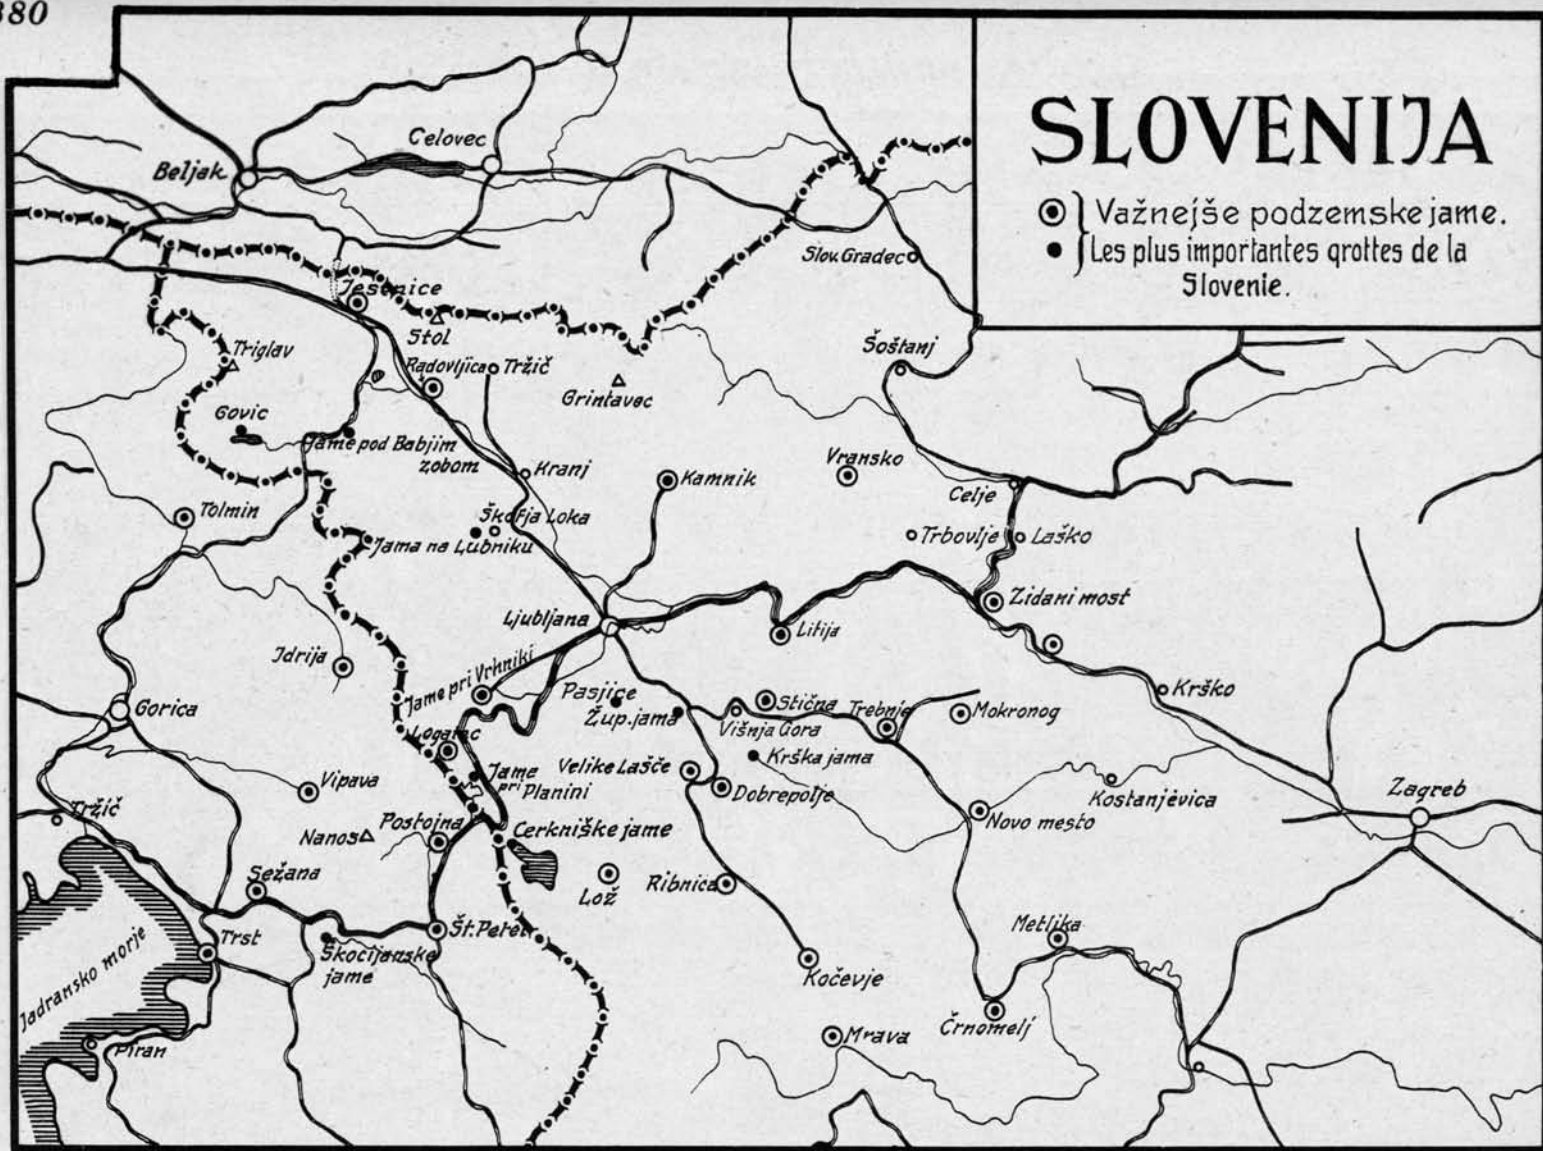 380
SLOVENIJA
Važnejše podzemske jame.
Les plus importantes grottes de la
Slovenie.
Celovec
Beljak
Slov. Gradec
Jesenice
Stol
Šoštanj
Triglav
Radovljica
Tržič
Grintavec
Govic
Jame pod Babjim
zobom
Kranj
Kamnik
Vransko
Celje
Tolmin
Škofja Loka
Jama na Lubniku
Trbovlje
Laško
Zidani most
Ljubljana
Litija
Idrija
Jame pri Vrhniki
Pasjice
Stična
Trebnje
Mokronog
Krško
Gorica
Žup. jama
Višnja Gora
Logatec
Jame
pri Planini
Velike Lašče
Krška jama
Vipava
Dobrepolje
Kostanjevica
Zagreb
Tržič
Nanos
Postojna
Cerkniške jame
Novo mesto
Sežana
Lož
Ribnica
Metlika
Trst
Škocijanske
jame
Št. Peter
Jadransko morje
Kočevje
Črnomelj
Mrava
Piran